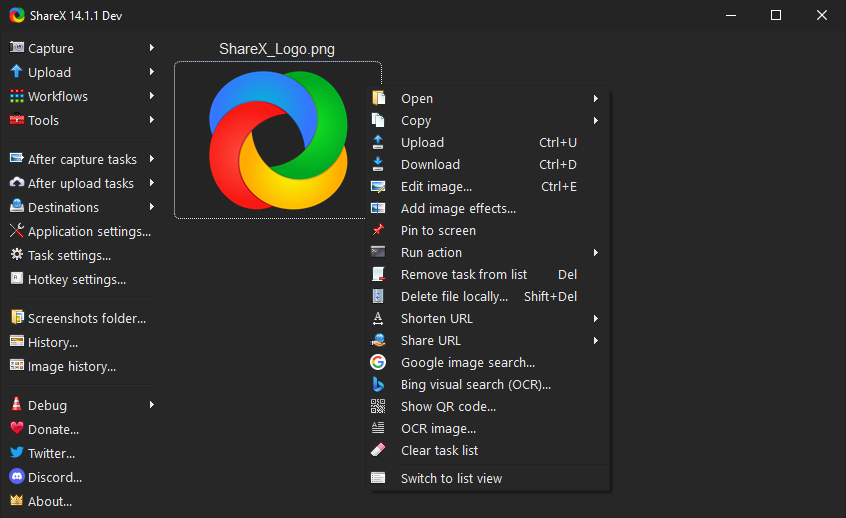 ShareX 14.1.1 Dev
Capture
Upload
Workflows
Tools
After capture tasks
After upload tasks
Destinations
Application settings...
Task settings...
Hotkey settings...
Screenshots folder...
History...
Image history...
Debug
Donate...
Twitter...
Discord...
About...
ShareX_Logo.png
Open
Copy
Upload Ctrl+U
Download Ctrl+D
Edit image... Ctrl+E
Add image effects...
Pin to screen
Run action
Remove task from list Del
Delete file locally... Shift+Del
Shorten URL
Share URL
Google image search...
Bing visual search (OCR)...
Show QR code...
OCR image...
Clear task list
Switch to list view